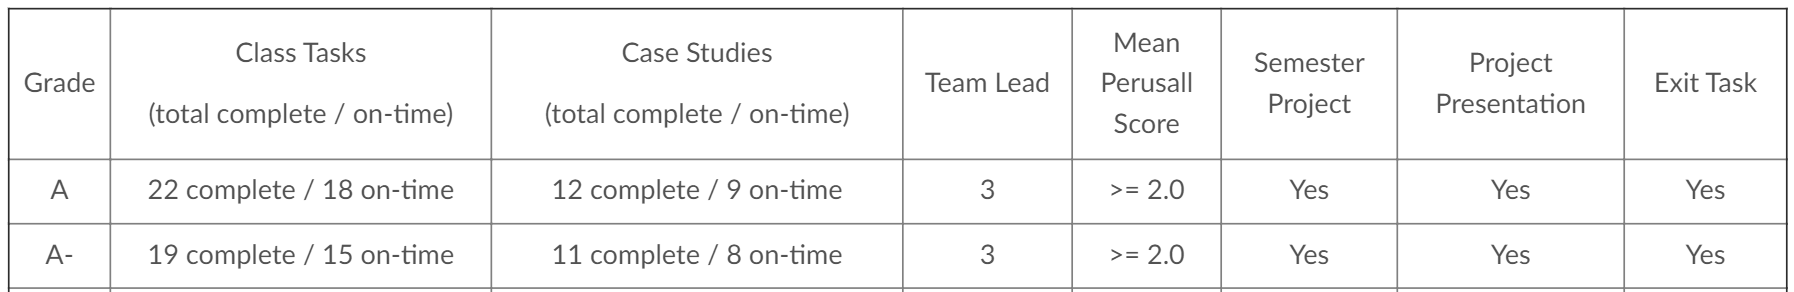 Grade
Class Tasks
(total complete / on-time)
Case Studies
(total complete / on-time)
Team Lead
Mean
Perusall
Score
Semester
Project
Project
Presentation
Exit Task
A
22 complete / 18 on-time
12 complete / 9 on-time
3
>= 2.0
Yes
Yes
Yes
A-
19 complete / 15 on-time
11 complete / 8 on-time
3
>= 2.0
Yes
Yes
Yes